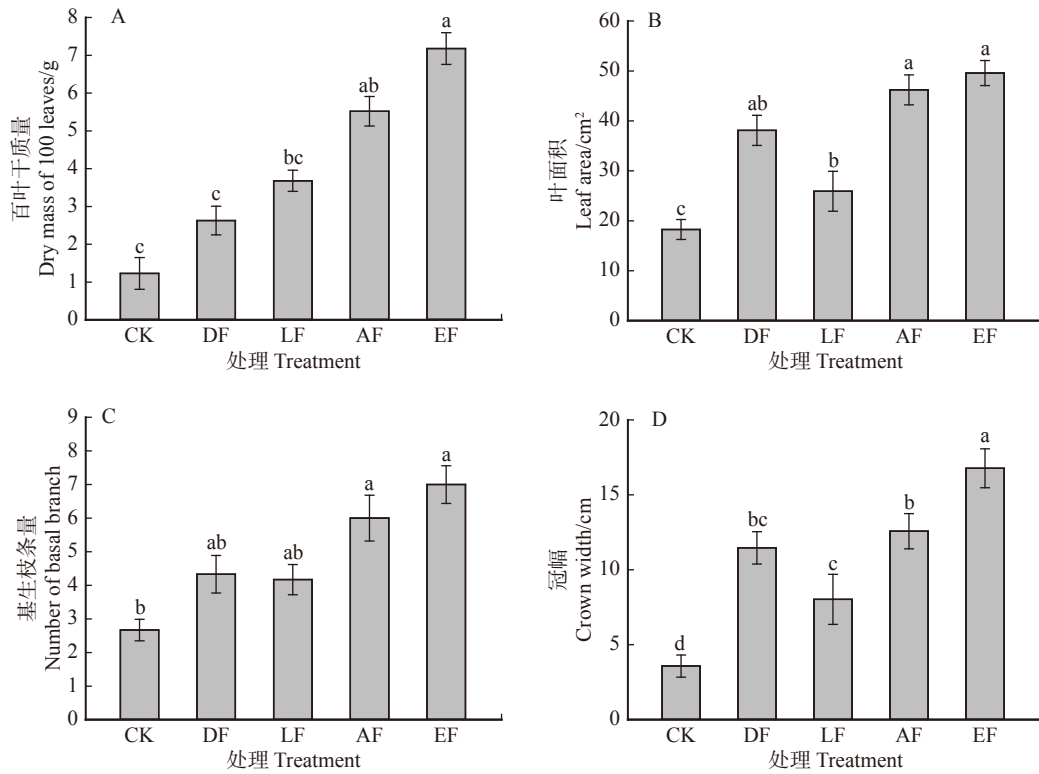 A
百叶干质量
Dry mass of 100 leaves/g
8
7
6
5
4
3
2
1
0
c
c
bc
ab
a
CK DF LF AF EF
处理 Treatment
B
叶面积
Leaf area/cm²
60
50
40
30
20
10
0
c
ab
b
a
a
CK DF LF AF EF
处理 Treatment
C
基生枝条量
Number of basal branch
9
8
7
6
5
4
3
2
1
0
b
ab
ab
a
a
CK DF LF AF EF
处理 Treatment
D
冠幅
Crown width/cm
20
15
10
5
0
d
bc
c
b
a
CK DF LF AF EF
处理 Treatment